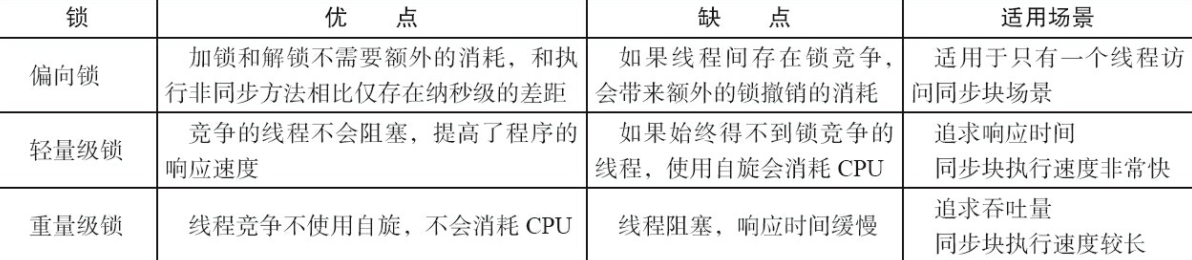 锁 优 点 缺 点 适用场景
偏向锁
加锁和解锁不需要额外的消耗，和执
行非同步方法相比仅存在纳秒级的差距
如果线程间存在锁竞争，
会带来额外的锁撤销的消耗
适用于只有一个线程访
问同步块场景
轻量级锁
竞争的线程不会阻塞，提高了程序的
响应速度
如果始终得不到锁竞争的
线程，使用自旋会消耗 CPU
追求响应时间
同步块执行速度非常快
重量级锁
线程竞争不使用自旋，不会消耗 CPU
线程阻塞，响应时间缓慢
追求吞吐量
同步块执行速度较长